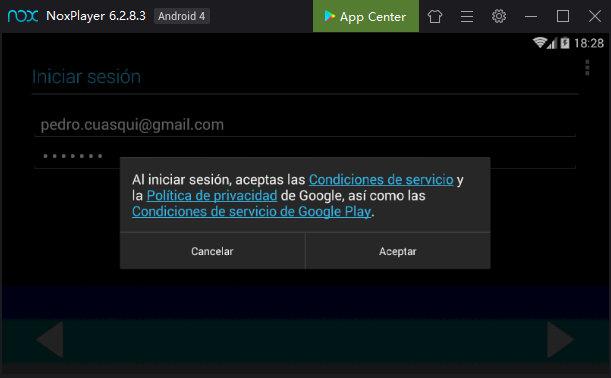 nox NoxPlayer 6.2.8.3 Android 4 App Center
18:28
Iniciar sesión
pedro.cuasqui@gmail.com
•••••••
Al iniciar sesión, aceptas las Condiciones de servicio y
la Política de privacidad de Google, así como las
Condiciones de servicio de Google Play.
Cancelar Aceptar